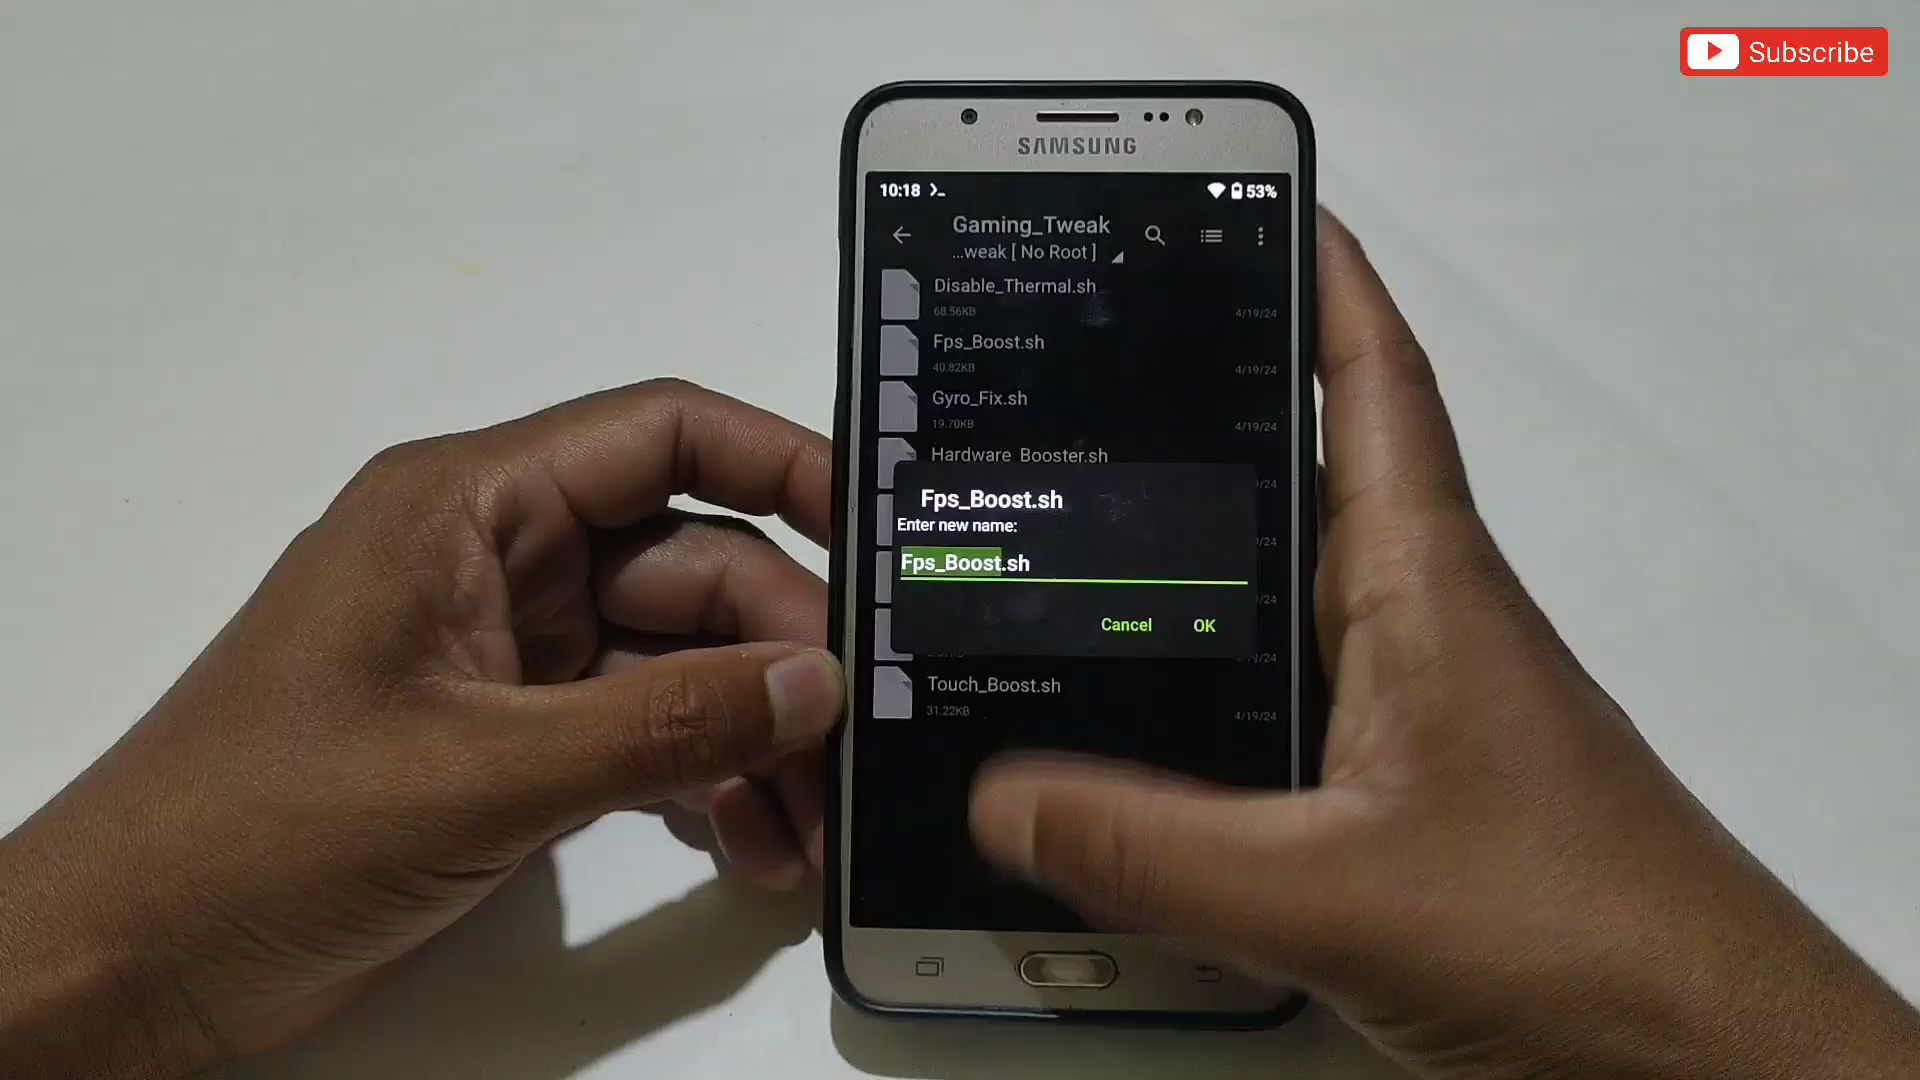 Subscribe
SAMSUNG
10:18
53%
Gaming_Tweak
...weak [ No Root ]
Disable_Thermal.sh
68.56KB
4/19/24
Fps_Boost.sh
40.82KB
4/19/24
Gyro_Fix.sh
19.70KB
4/19/24
Hardware_Booster.sh
Fps_Boost.sh
Enter new name:
Fps_Boost.sh
Cancel OK
Touch_Boost.sh
31.22KB
4/19/24